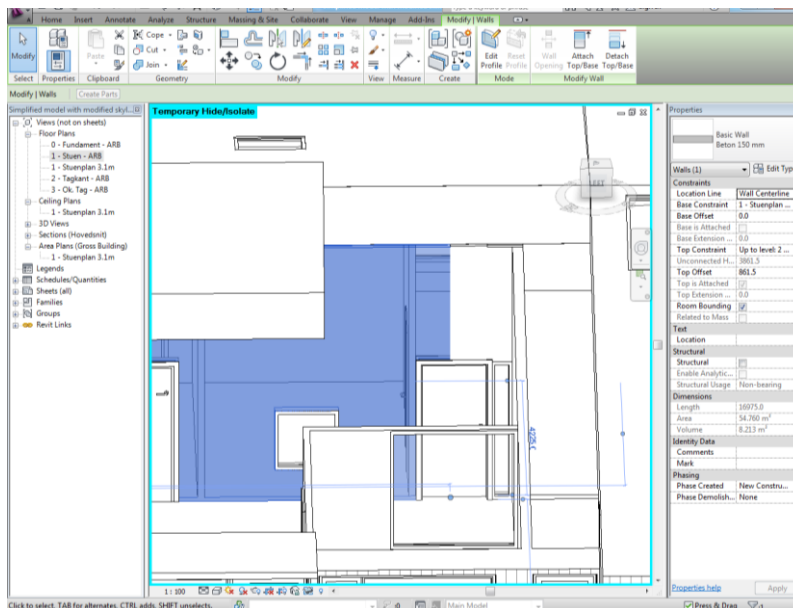 Home Insert Annotate Analyze Structure Massing & Site Collaborate View Manage Add-Ins Modify | Walls
Modify
Paste
Cope
Cut
Join
Edit Profile
Reset Profile
Wall Opening
Attach Top/Base
Detach Top/Base
Select Properties Clipboard Geometry Modify View Measure Create Mode Modify Wall
Modify | Walls Create Parts
Simplified model with modified skyl...
Views (not on sheets)
Floor Plans
0 - Fundament - ARB
1 - Stuen - ARB
1 - Stuenplan 3.1m
2 - Tagkant - ARB
3 - Ok. Tag - ARB
Ceiling Plans
1 - Stuenplan 3.1m
3D Views
Sections (Hovedsnit)
Area Plans (Gross Building)
1 - Stuenplan 3.1m
Legends
Schedules/Quantities
Sheets (all)
Families
Groups
Revit Links
Temporary Hide/Isolate
LEFT
4225.0
1 : 100
Properties
Basic Wall
Beton 150 mm
Walls (1) Edit Typ
Constraints
Location Line Wall Centerline
Base Constraint 1 - Stuenplan ...
Base Offset 0.0
Base is Attached
Base Extension ... 0.0
Top Constraint Up to level: 2 ...
Unconnected H... 3861.5
Top Offset 861.5
Top is Attached
Top Extension ... 0.0
Room Bounding
Related to Mass
Text
Location
Structural
Structural
Enable Analytic...
Structural Usage Non-bearing
Dimensions
Length 16975.0
Area 54.760 m²
Volume 8.213 m³
Identity Data
Comments
Mark
Phasing
Phase Created New Constru...
Phase Demolish... None
Properties help Apply
Click to select, TAB for alternates, CTRL adds, SHIFT unselects. :0 Main Model Press & Drag